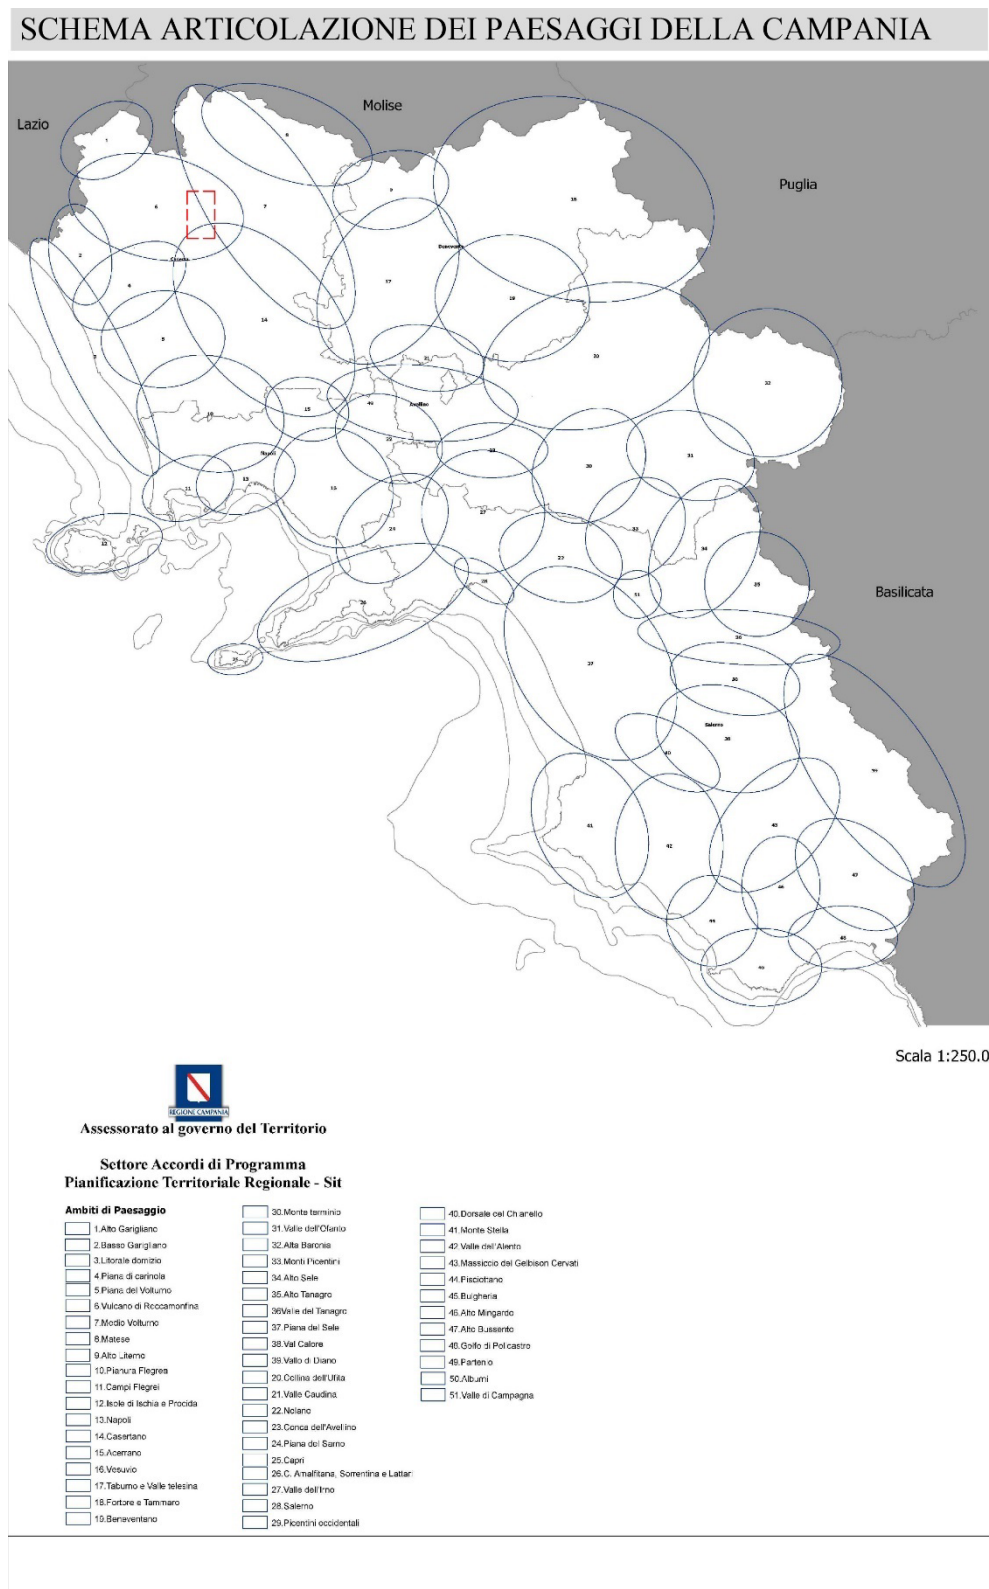 SCHEMA ARTICOLAZIONE DEI PAESAGGI DELLA CAMPANIA
Molise
Lazio
Puglia
Benevento
Caserta
Avellino
Napoli
Basilicata
Salerno
Scala 1:250.0
REGIONE CAMPANIA
Assessorato al governo del Territorio
Settore Accordi di Programma
Pianificazione Territoriale Regionale - Sit
Ambiti di Paesaggio
1.Alto Garigliano
2.Basso Garigliano
3.Litorale domizio
4.Piana di carinola
5.Piana del Volturno
6.Vulcano di Roccamonfina
7.Medio Volturno
8.Matese
9.Alto Literno
10.Pianura Flegrea
11.Campi Flegrei
12.Isole di Ischia e Procida
13.Napoli
14.Casertano
15.Acerrano
16.Vesuvio
17.Taburno e Valle telesina
18.Fortore e Tammaro
19.Beneventano
30.Monte terminio
31.Valle dell'Ofanto
32.Alta Baronia
33.Monti Picentini
34.Alto Sele
35.Alto Tanagro
36Valle del Tanagro
37.Piana del Sele
38.Val Calore
39.Vallo di Diano
20.Collina dell'Ufita
21.Valle Caudina
22.Nolano
23.Conca dell'Avellino
24.Piana del Sarno
25.Capri
26.C. Amalfitana, Sorrentina e Lattari
27.Valle dell'Irno
28.Salerno
29.Picentini occidentali
40.Dorsale del Chianello
41.Monte Stella
42.Valle dell'Alento
43.Massiccio del Gelbison Cervati
44.Pisciottano
45.Bulgheria
46.Alto Mingardo
47.Alto Bussento
48.Golfo di Policastro
49.Partenio
50.Alburni
51.Valle di Campagna